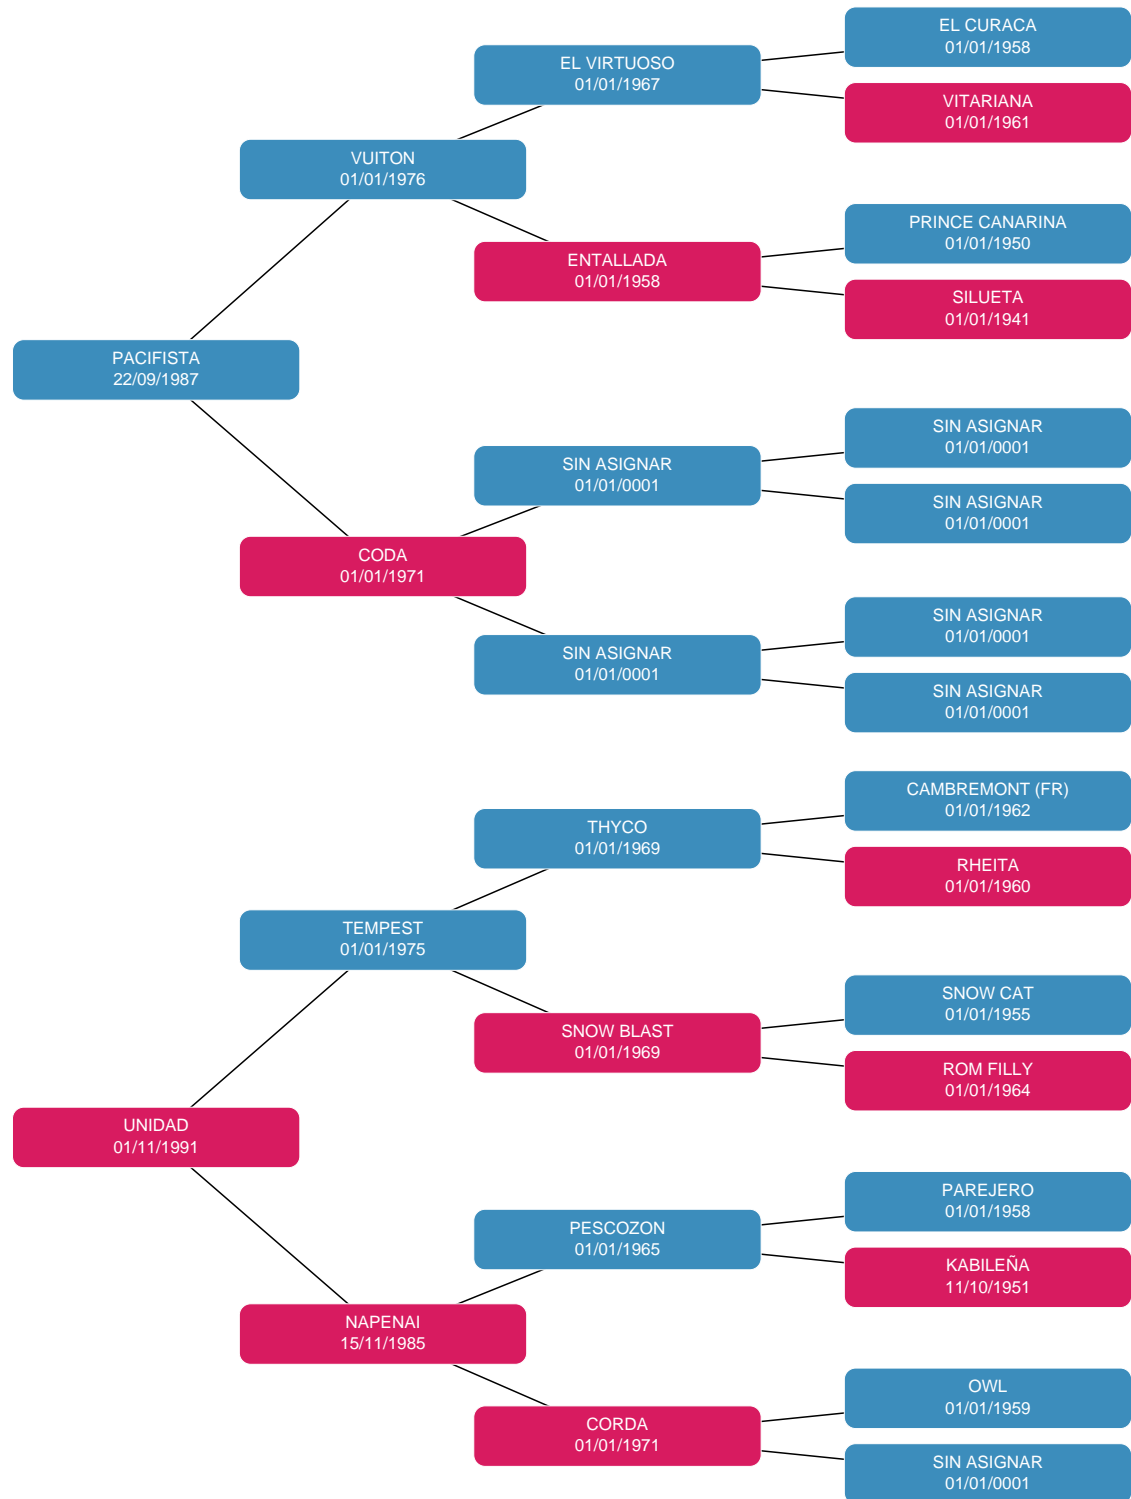 EL CURACA
01/01/1958
EL VIRTUOSO
01/01/1967
VITARIANA
01/01/1961
VUITON
01/01/1976
PRINCE CANARINA
01/01/1950
ENTALLADA
01/01/1958
SILUETA
01/01/1941
PACIFISTA
22/09/1987
SIN ASIGNAR
01/01/0001
SIN ASIGNAR
01/01/0001
SIN ASIGNAR
01/01/0001
CODA
01/01/1971
SIN ASIGNAR
01/01/0001
SIN ASIGNAR
01/01/0001
SIN ASIGNAR
01/01/0001
CAMBREMONT (FR)
01/01/1962
THYCO
01/01/1969
RHEITA
01/01/1960
TEMPEST
01/01/1975
SNOW CAT
01/01/1955
SNOW BLAST
01/01/1969
ROM FILLY
01/01/1964
UNIDAD
01/11/1991
PAREJERO
01/01/1958
PESCOZON
01/01/1965
KABILEÑA
11/10/1951
NAPENAI
15/11/1985
OWL
01/01/1959
CORDA
01/01/1971
SIN ASIGNAR
01/01/0001